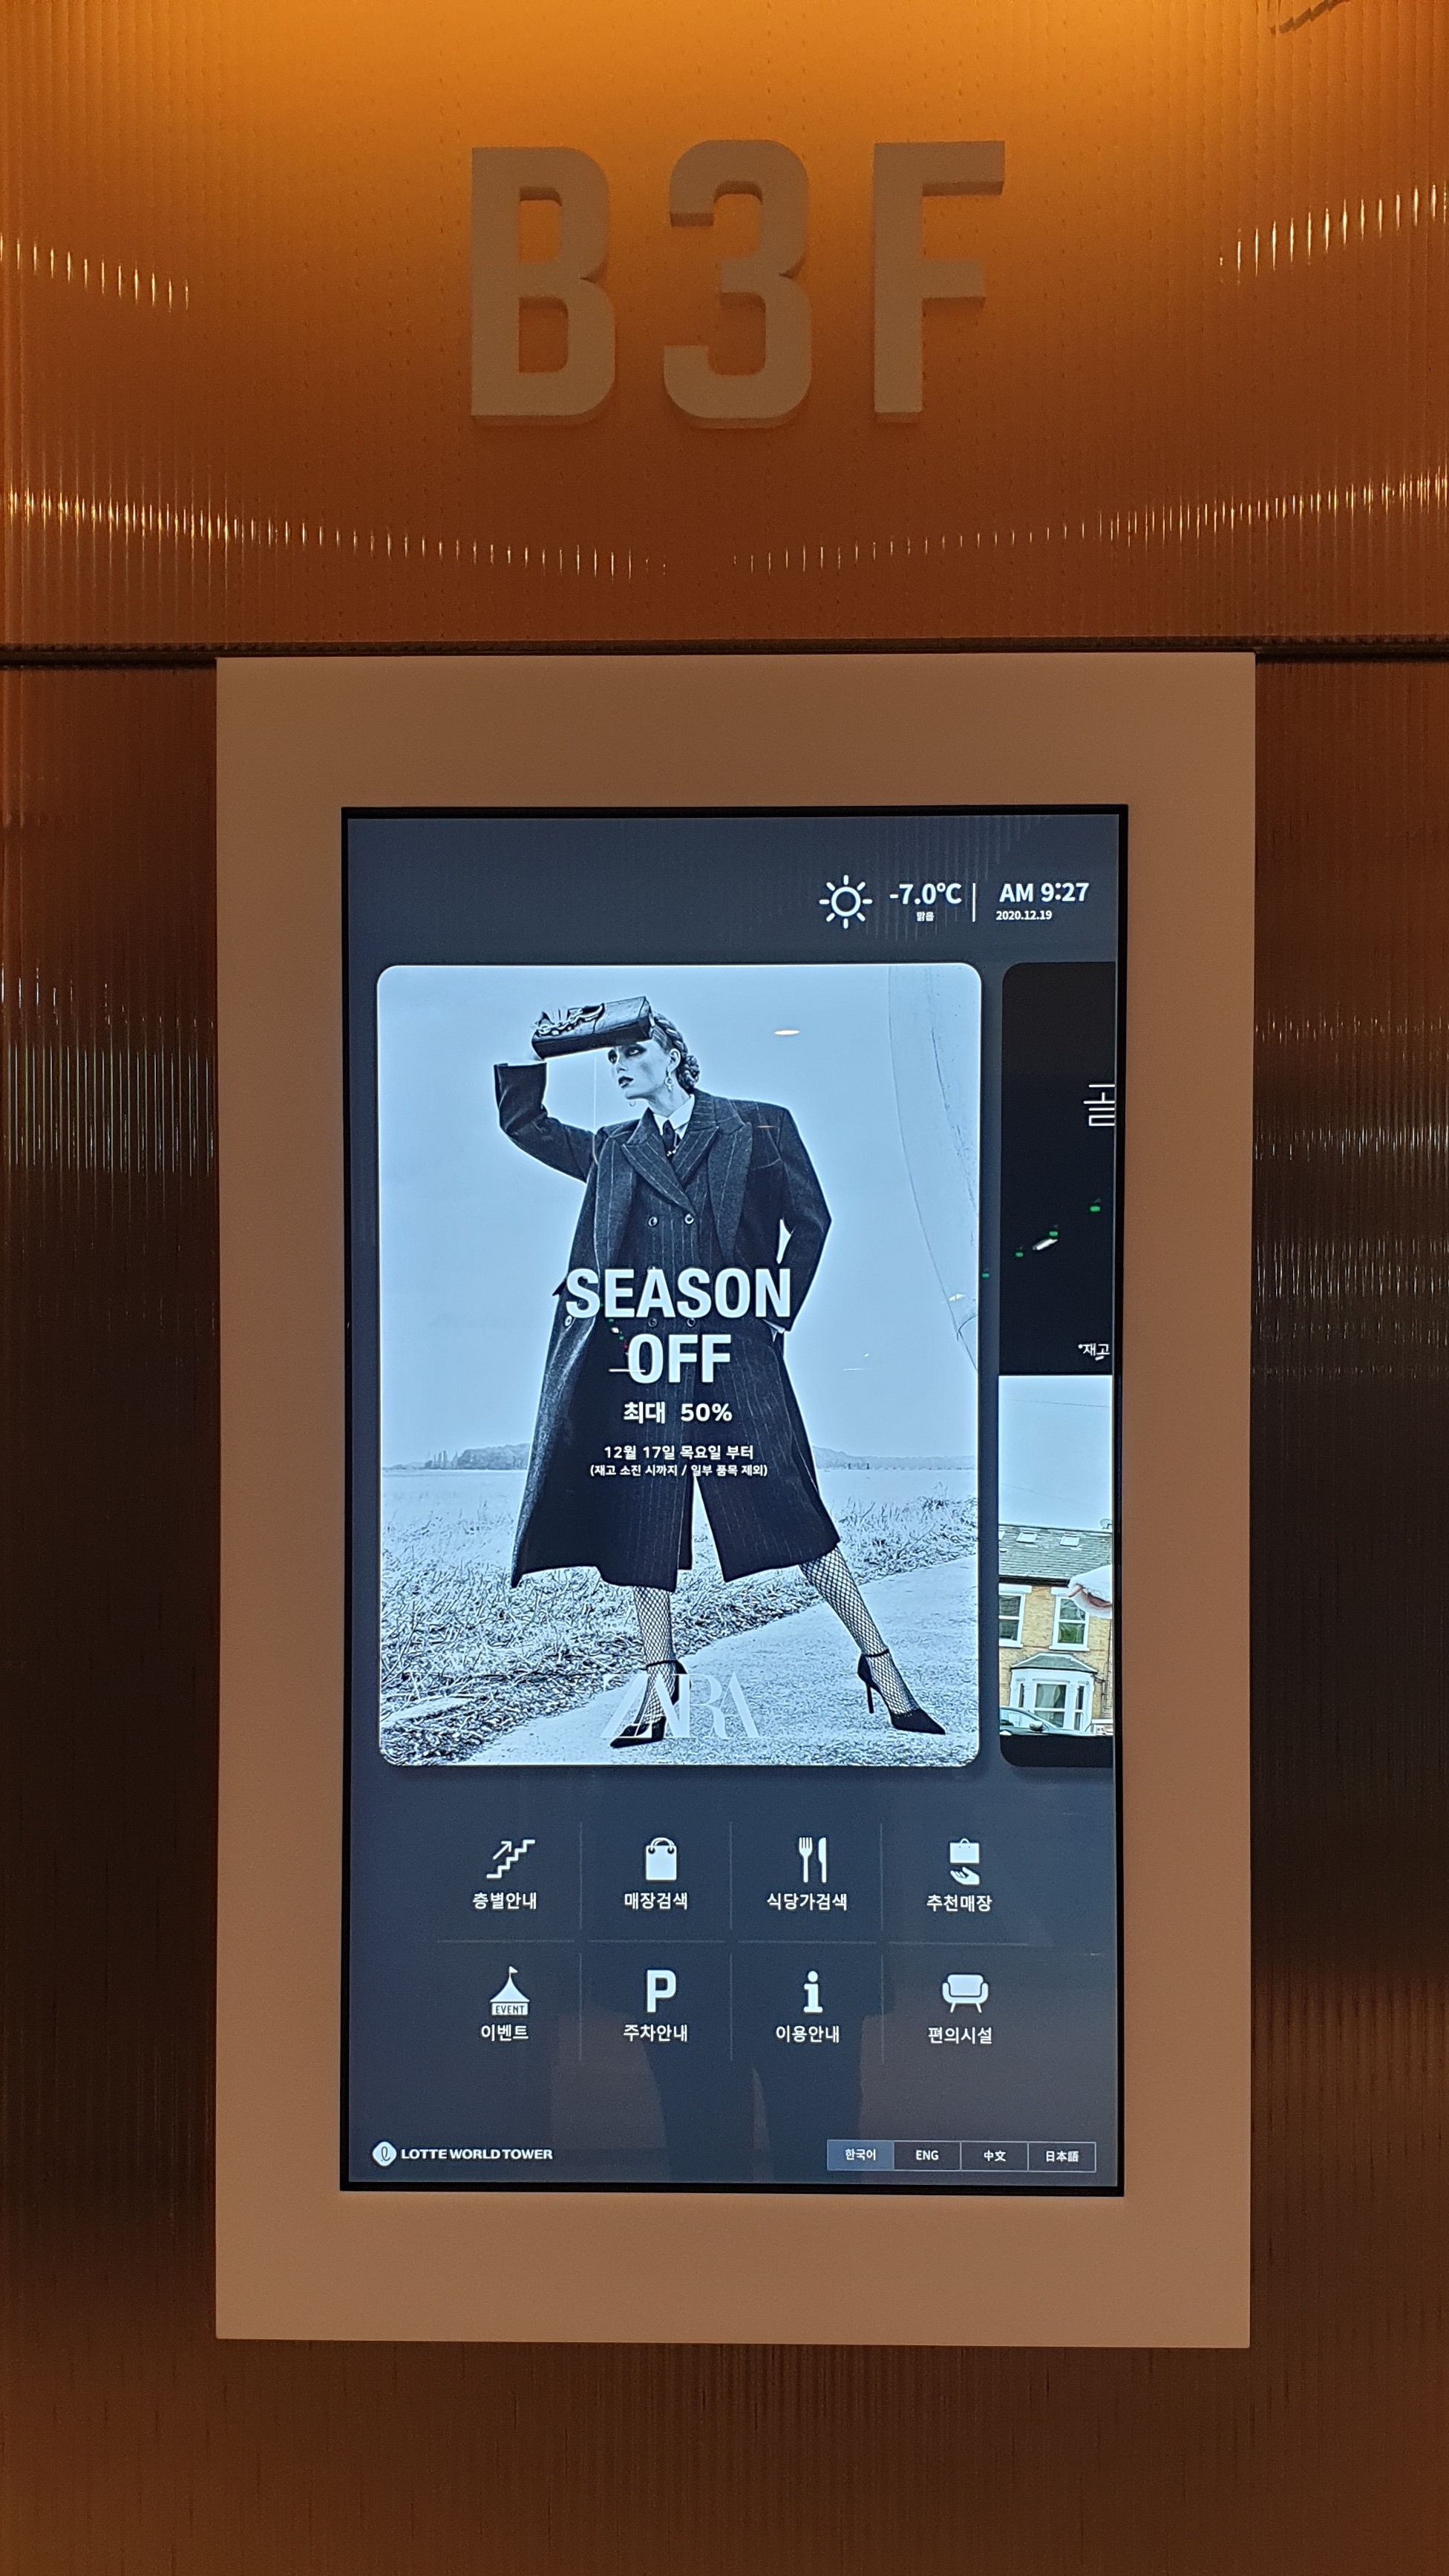 B3F
-7.0℃
맑음
AM 9:27
2020.12.19
SEASON
OFF
최대 50%
12월 17일 목요일 부터
(재고 소진 시까지 / 일부 품목 제외)
ZARA
*재고
층별안내
매장검색
식당가검색
추천매장
EVENT
이벤트
P
주차안내
i
이용안내
편의시설
LOTTE WORLD TOWER
한국어
ENG
中文
日本語